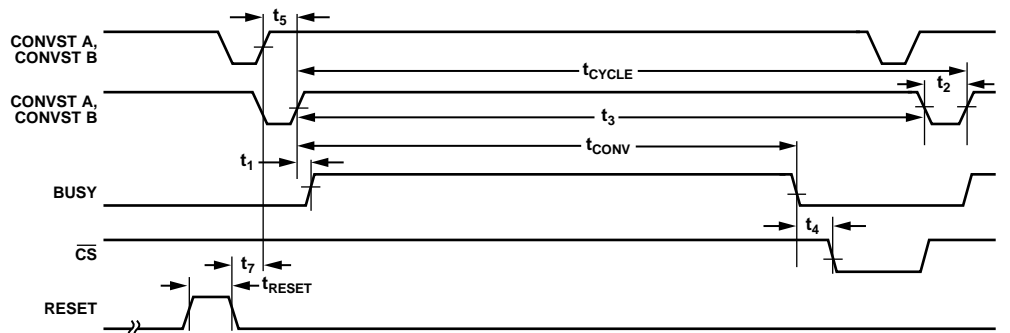 t5
CONVST A,
CONVST B
tCYCLE
t2
CONVST A,
CONVST B
t3
tCONV
t1
BUSY
t4
CS
t7
tRESET
RESET